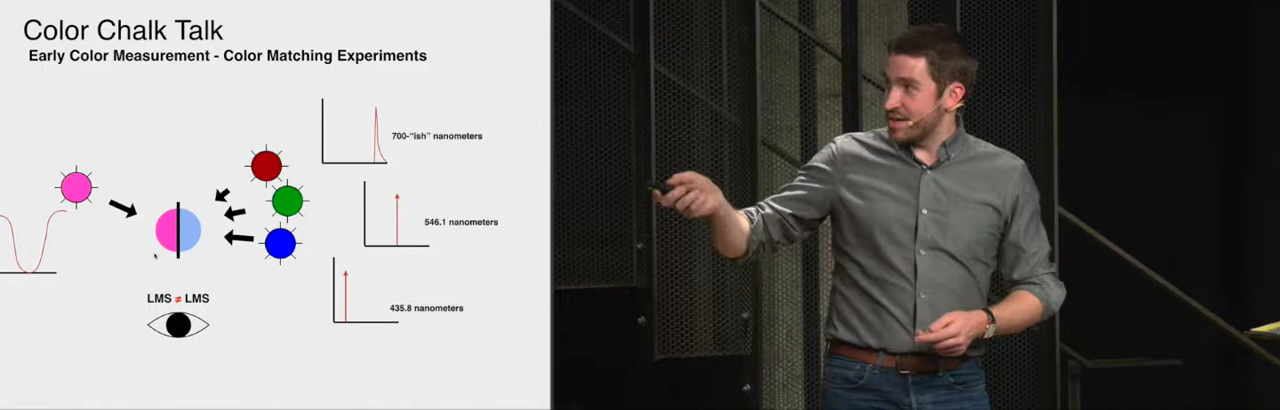 Color Chalk Talk
Early Color Measurement - Color Matching Experiments
700-"ish" nanometers
546.1 nanometers
435.8 nanometers
LMS ≠ LMS